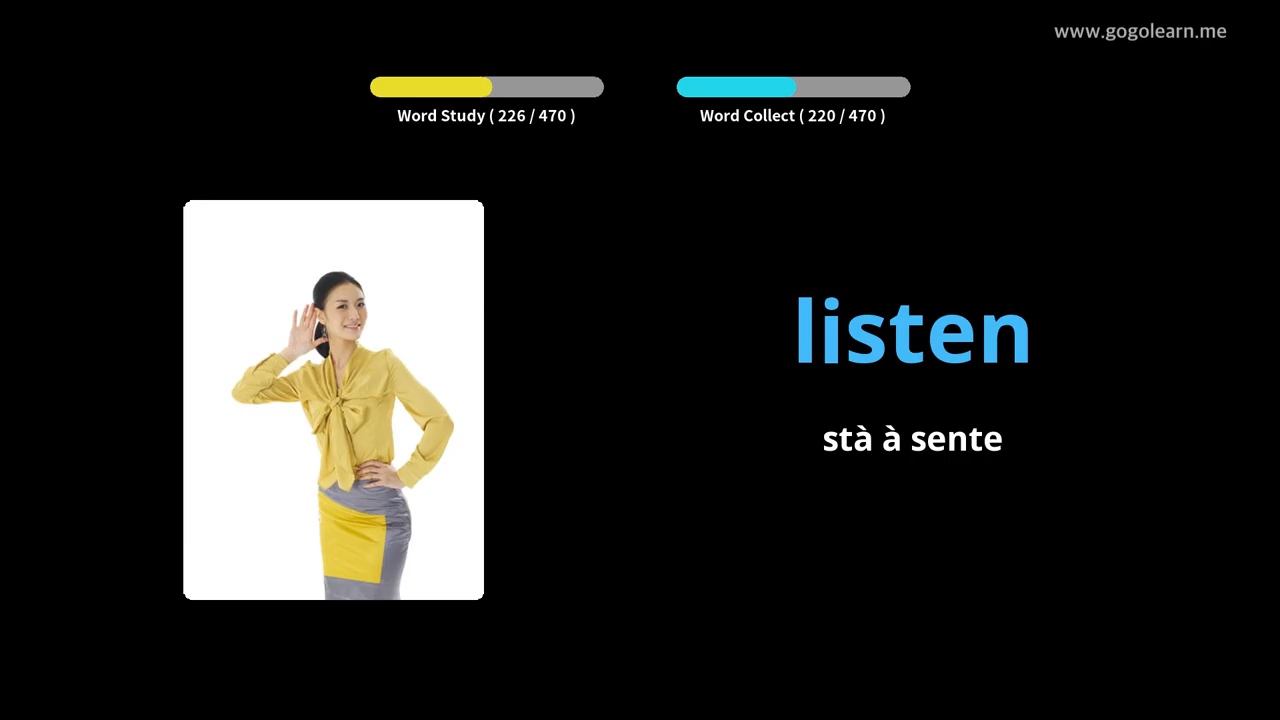 www.gogolearn.me
Word Study ( 226 / 470 )
Word Collect ( 220 / 470 )
listen
stà à sente